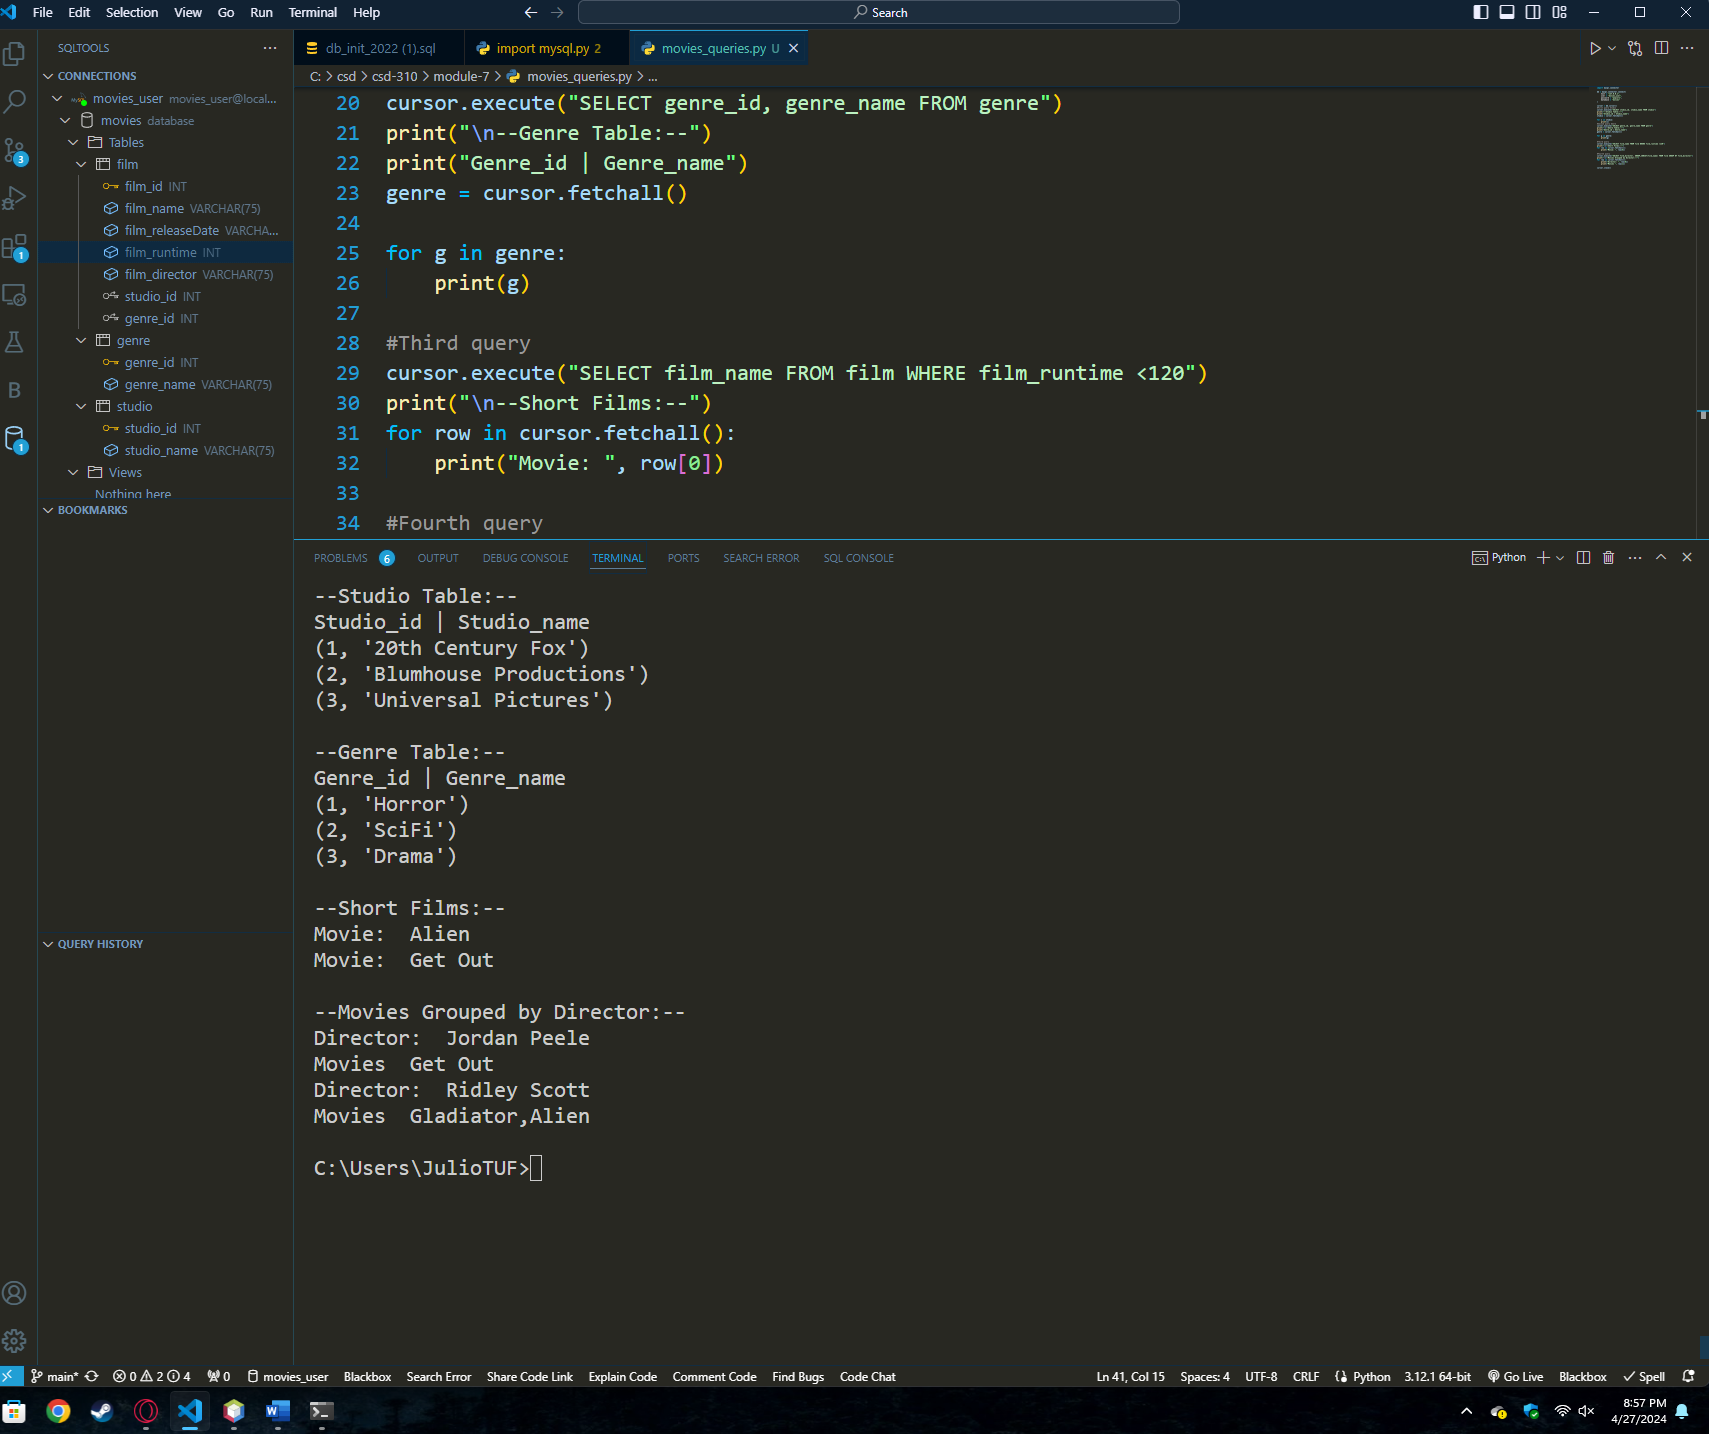 File Edit Selection View Go Run Terminal Help
Search
SQLTOOLS
CONNECTIONS
movies_user movies_user@local...
movies database
Tables
film
film_id INT
film_name VARCHAR(75)
film_releaseDate VARCHA...
film_runtime INT
film_director VARCHAR(75)
studio_id INT
genre_id INT
genre
genre_id INT
genre_name VARCHAR(75)
studio
studio_id INT
studio_name VARCHAR(75)
Views
Nothing here
BOOKMARKS
QUERY HISTORY
3
1
B
1
db_init_2022 (1).sql
import mysql.py 2
movies_queries.py U
C: > csd > csd-310 > module-7 > movies_queries.py > ...
20 cursor.execute("SELECT genre_id, genre_name FROM genre")
21 print("\n--Genre Table:--")
22 print("Genre_id | Genre_name")
23 genre = cursor.fetchall()
24
25 for g in genre:
26     print(g)
27
28 #Third query
29 cursor.execute("SELECT film_name FROM film WHERE film_runtime <120")
30 print("\n--Short Films:--")
31 for row in cursor.fetchall():
32     print("Movie: ", row[0])
33
34 #Fourth query
PROBLEMS 6 OUTPUT DEBUG CONSOLE TERMINAL PORTS SEARCH ERROR SQL CONSOLE
Python
--Studio Table:--
Studio_id | Studio_name
(1, '20th Century Fox')
(2, 'Blumhouse Productions')
(3, 'Universal Pictures')
--Genre Table:--
Genre_id | Genre_name
(1, 'Horror')
(2, 'SciFi')
(3, 'Drama')
--Short Films:--
Movie:  Alien
Movie:  Get Out
--Movies Grouped by Director:--
Director:  Jordan Peele
Movies  Get Out
Director:  Ridley Scott
Movies  Gladiator,Alien
C:\Users\JulioTUF>
main* 0 2 4 0 movies_user Blackbox Search Error Share Code Link Explain Code Comment Code Find Bugs Code Chat Ln 41, Col 15 Spaces: 4 UTF-8 CRLF Python 3.12.1 64-bit Go Live Blackbox Spell
8:57 PM
4/27/2024